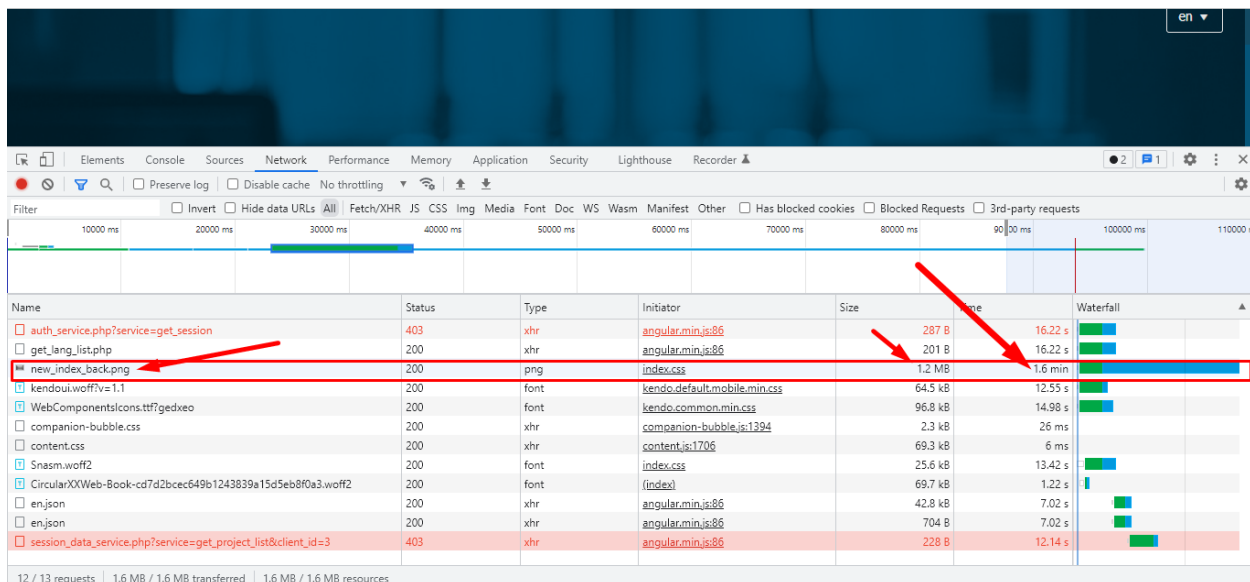 en ▼
Elements Console Sources Network Performance Memory Application Security Lighthouse Recorder 2 1
Preserve log Disable cache No throttling ▼
Filter Invert Hide data URLs All Fetch/XHR JS CSS Img Media Font Doc WS Wasm Manifest Other Has blocked cookies Blocked Requests 3rd-party requests
10000 ms 20000 ms 30000 ms 40000 ms 50000 ms 60000 ms 70000 ms 80000 ms 90000 ms 100000 ms 110000
Name Status Type Initiator Size Waterfall
auth_service.php?service=get_session 403 xhr angular.min.js:86 287 B 16.22 s
get_lang_list.php 200 xhr angular.min.js:86 201 B 16.22 s
new_index_back.png 200 png index.css 1.2 MB 1.6 min
kendoui.woff?v=1.1 200 font kendo.default.mobile.min.css 64.5 kB 12.55 s
WebComponentsIcons.ttf?gedxeo 200 font kendo.common.min.css 96.8 kB 14.98 s
companion-bubble.css 200 xhr companion-bubble.js:1394 2.3 kB 26 ms
content.css 200 xhr content.js:1706 69.3 kB 6 ms
Snasm.woff2 200 font index.css 25.6 kB 13.42 s
CircularXXWeb-Book-cd7d2bcec649b1243839a15d5eb8f0a3.woff2 200 font (index) 69.7 kB 1.22 s
en.json 200 xhr angular.min.js:86 42.8 kB 7.02 s
en.json 200 xhr angular.min.js:86 704 B 7.02 s
session_data_service.php?service=get_project_list&client_id=3 403 xhr angular.min.js:86 228 B 12.14 s
12 / 13 requests 1.6 MB / 1.6 MB transferred 1.6 MB / 1.6 MB resources